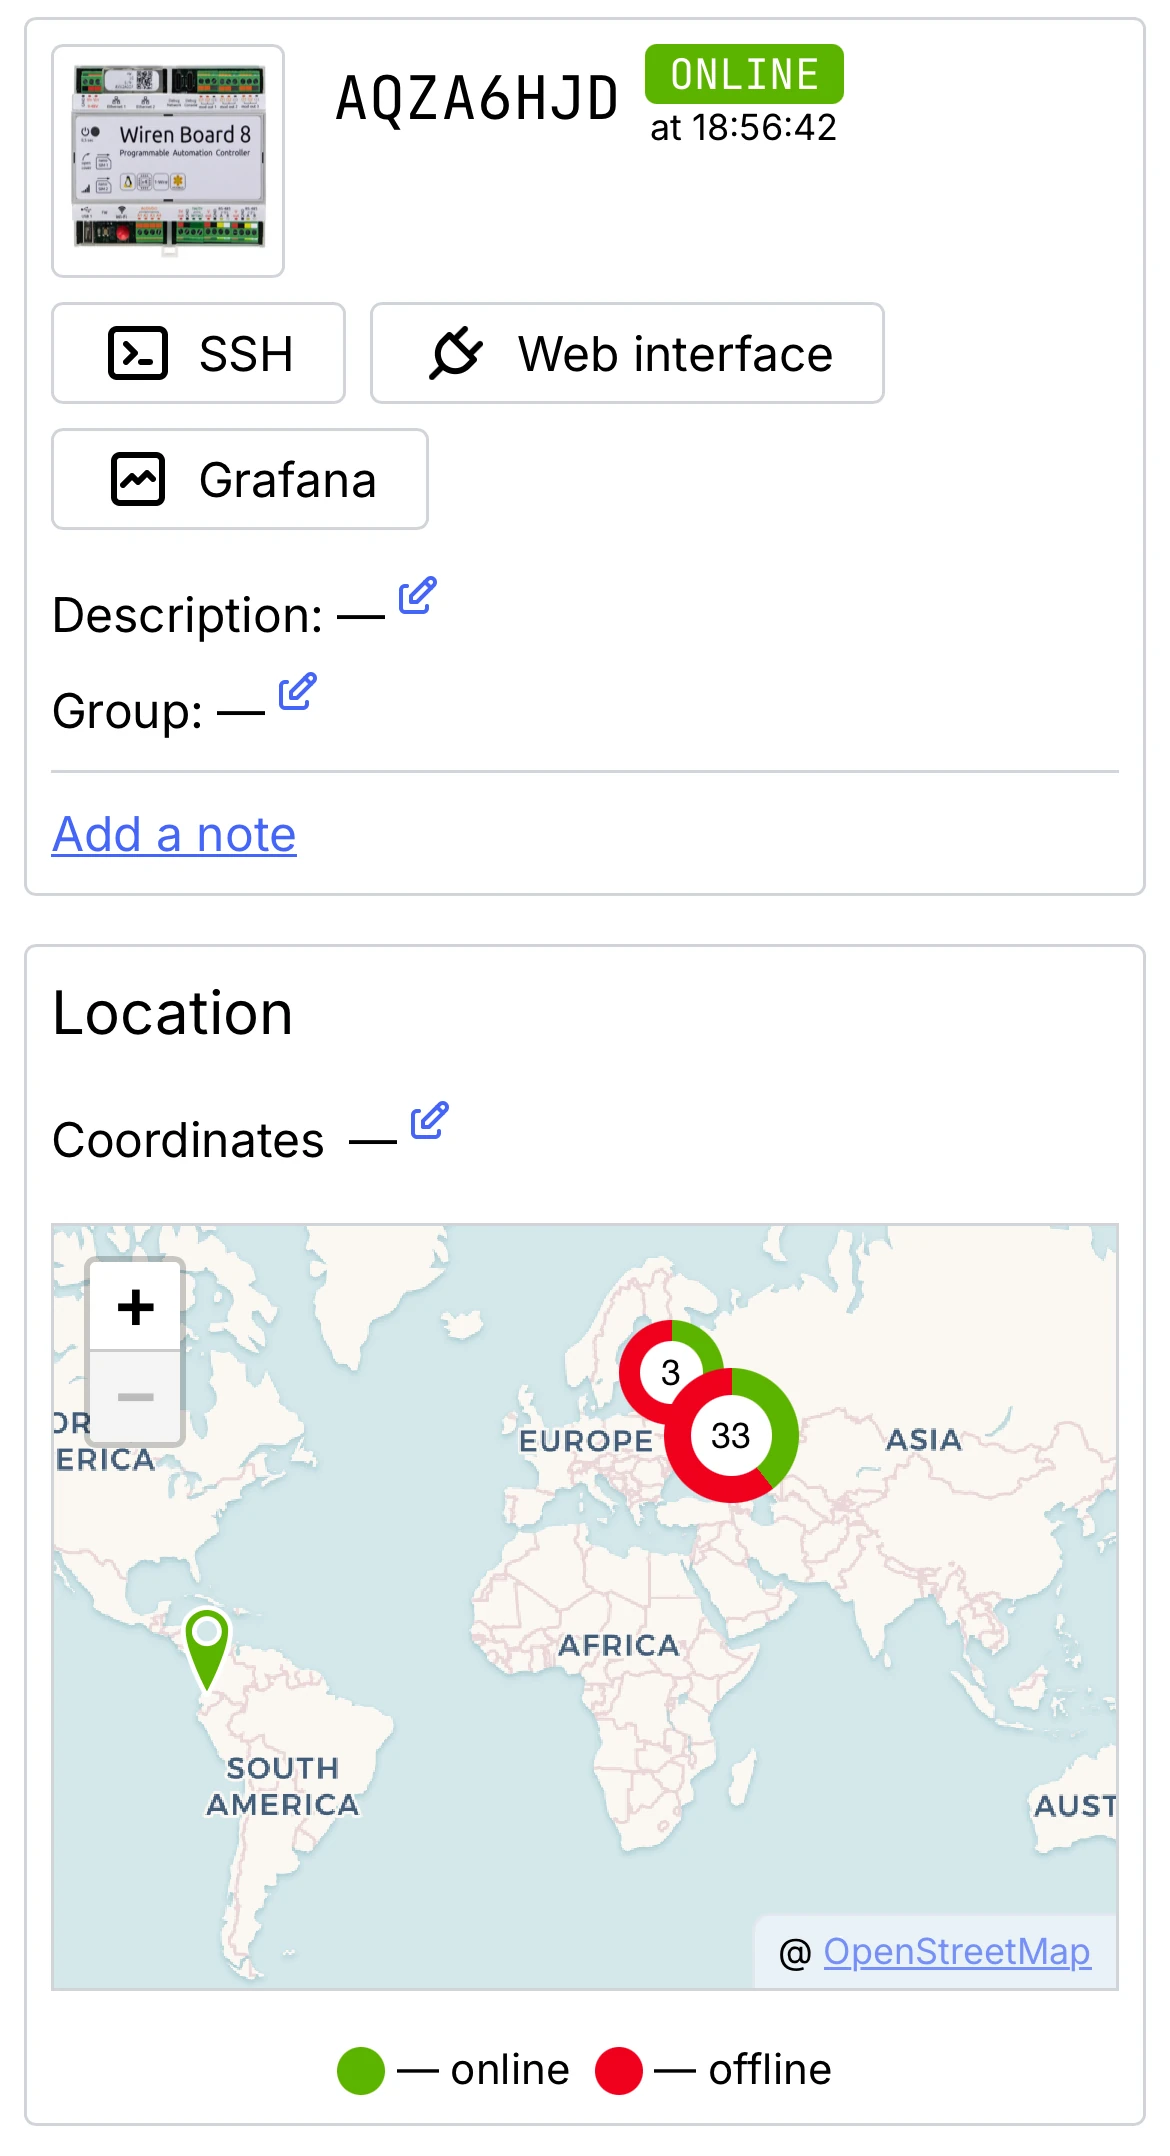 Wiren Board 8
Programmable Automation Controller
AQZA6HJD
ONLINE
at 18:56:42
SSH
Web interface
Grafana
Description: —
Group: —
Add a note
Location
Coordinates —
+
−
3
33
OR
ERICA
EUROPE
ASIA
AFRICA
SOUTH
AMERICA
AUST
@ OpenStreetMap
— online
— offline